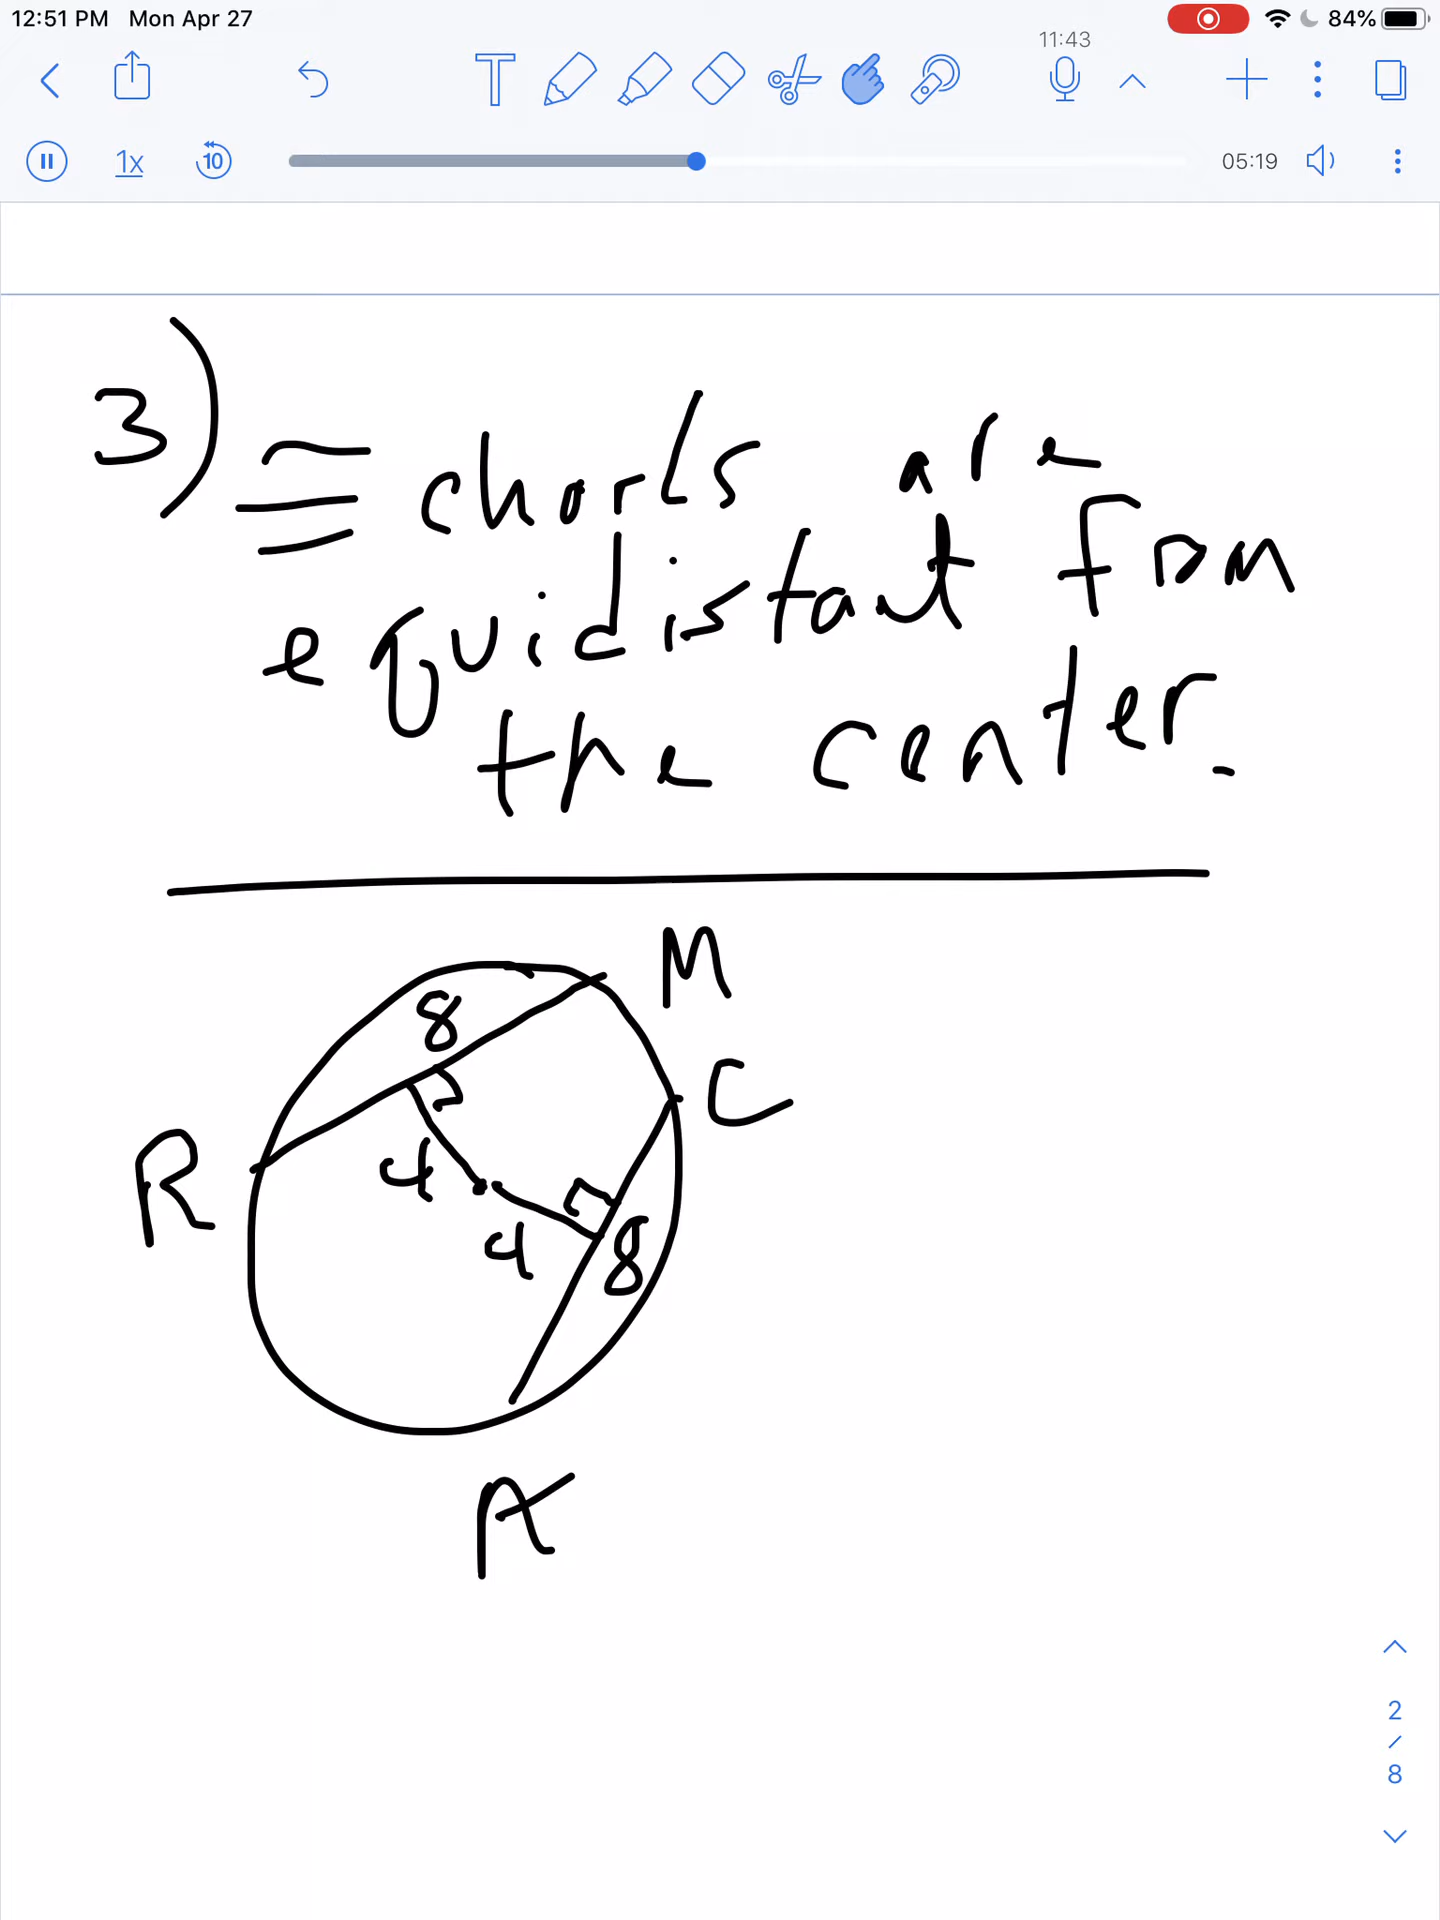 12:51 PM Mon Apr 27
84%
11:43
T
1x
10
05:19
3) ≅ chords are
equidistant from
the center.
M
8
C
R
4
4
8
A
2
/
8